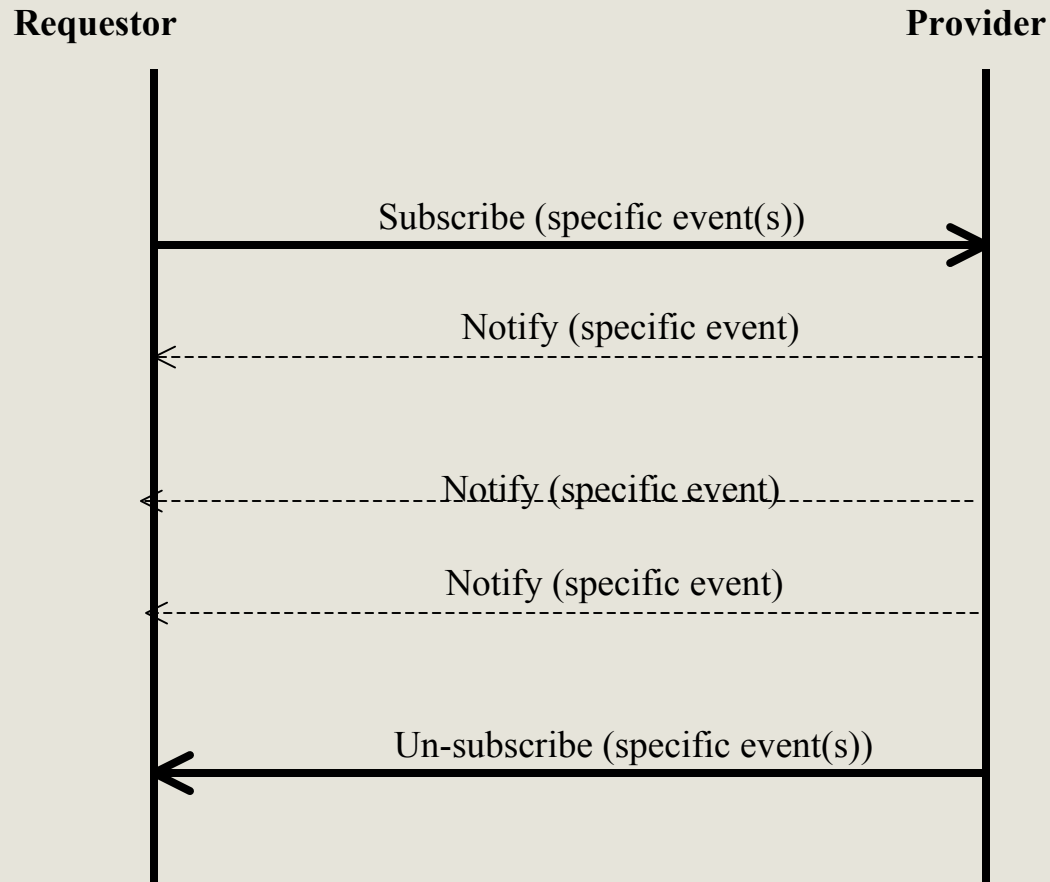 Requestor
Provider
Subscribe (specific event(s))
Notify (specific event)
Notify (specific event)
Notify (specific event)
Un-subscribe (specific event(s))